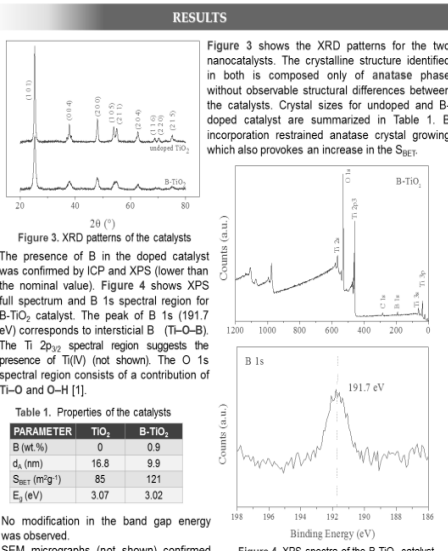 RESULTS
Figure 3 shows the XRD patterns for the two
nanocatalysts. The crystalline structure identified
in both is composed only of anatase phase
without observable structural differences between
the catalysts. Crystal sizes for undoped and B-
doped catalyst are summarized in Table 1. B
incorporation restrained anatase crystal growing
which also provokes an increase in the SBET.
(1 0 1)
(0 0 4)
(2 0 0)
(1 0 5)
(2 1 1)
(2 0 4)
(1 1 6)
(2 2 0)
(2 1 5)
undoped TiO2
B-TiO2
20 40 60 80
2θ (°)
Figure 3. XRD patterns of the catalysts
The presence of B in the doped catalyst
was confirmed by ICP and XPS (lower than
the nominal value). Figure 4 shows XPS
full spectrum and B 1s spectral region for
B-TiO2 catalyst. The peak of B 1s (191.7
eV) corresponds to intersticial B (Ti–O–B).
The Ti 2p3/2 spectral region suggests the
presence of Ti(IV) (not shown). The O 1s
spectral region consists of a contribution of
Ti–O and O–H [1].
Table 1. Properties of the catalysts
PARAMETER TiO2 B-TiO2
B (wt.%) 0 0.9
dA (nm) 16.8 9.9
SBET (m²g-¹) 85 121
Eg (eV) 3.07 3.02
No modification in the band gap energy
was observed.
SEM micrographs (not shown) confirmed
B-TiO2
O 1s
Ti 2p3
Ti 2s
C 1s
B 1s
Ti 3s
Ti 3p
Counts (a.u.)
1200 1000 800 600 400 200 0
B 1s
191.7 eV
Counts (a.u.)
198 196 194 192 190 188 186
Binding Energy (eV)
Figure 4. XPS spectra of the B-TiO2 catalyst